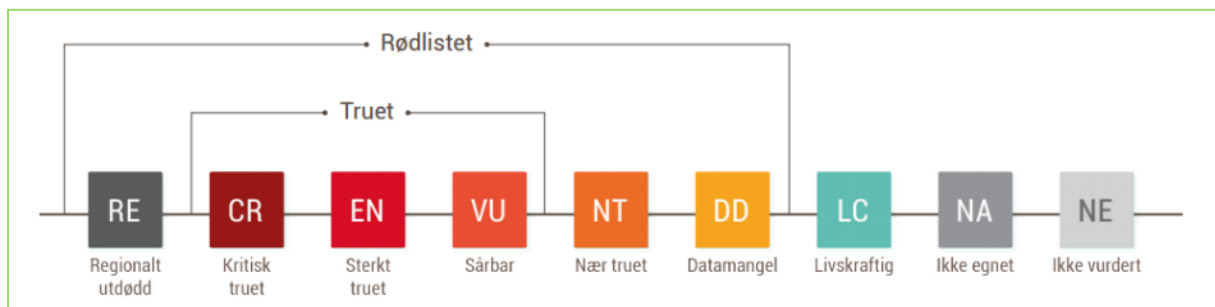 Rødlistet
Truet
RE CR EN VU NT DD LC NA NE
Regionalt utdødd
Kritisk truet
Sterkt truet
Sårbar
Nær truet
Datamangel
Livskraftig
Ikke egnet
Ikke vurdert